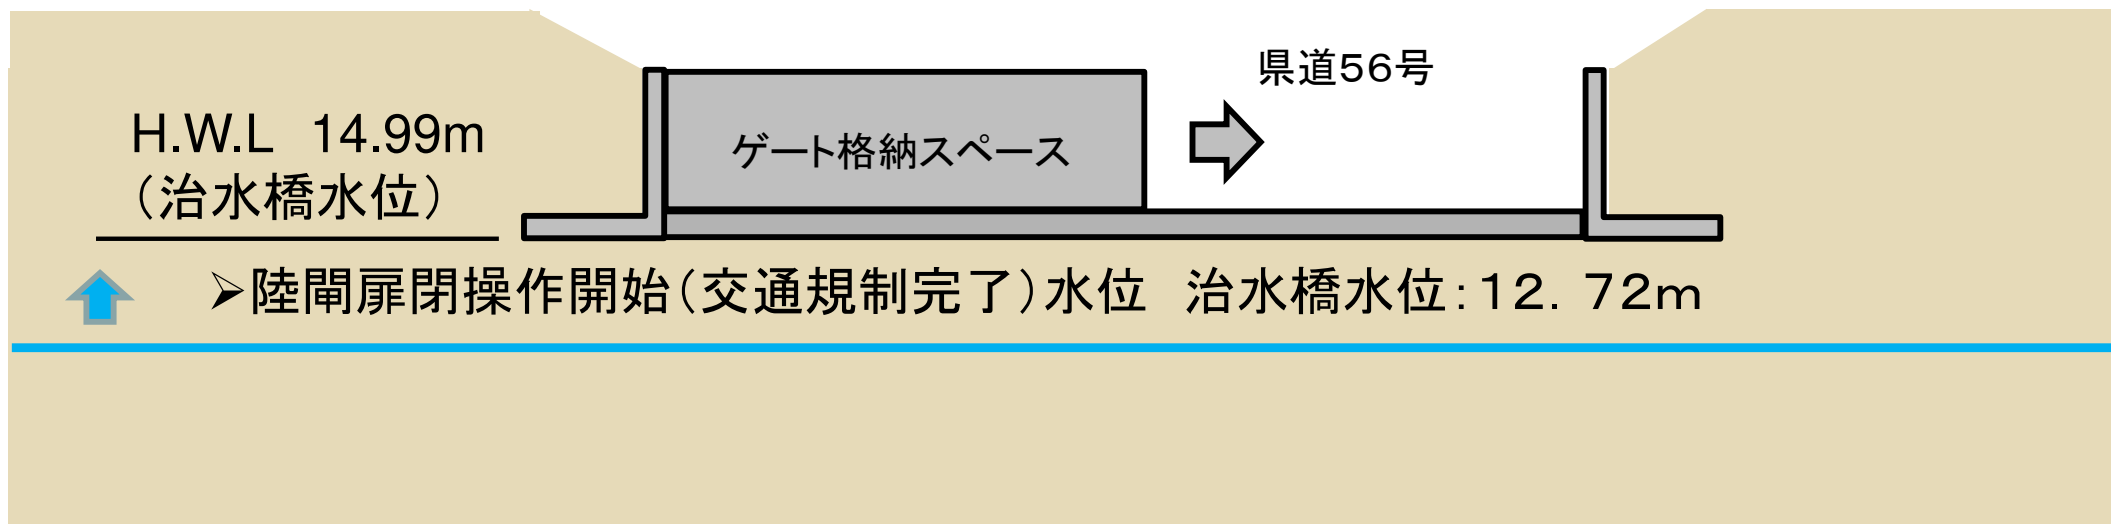 県道５６号
H.W.L　14.99m
（治水橋水位）
ゲート格納スペース
➢陸閘扉閉操作開始（交通規制完了）水位　治水橋水位：１２．７２ｍ